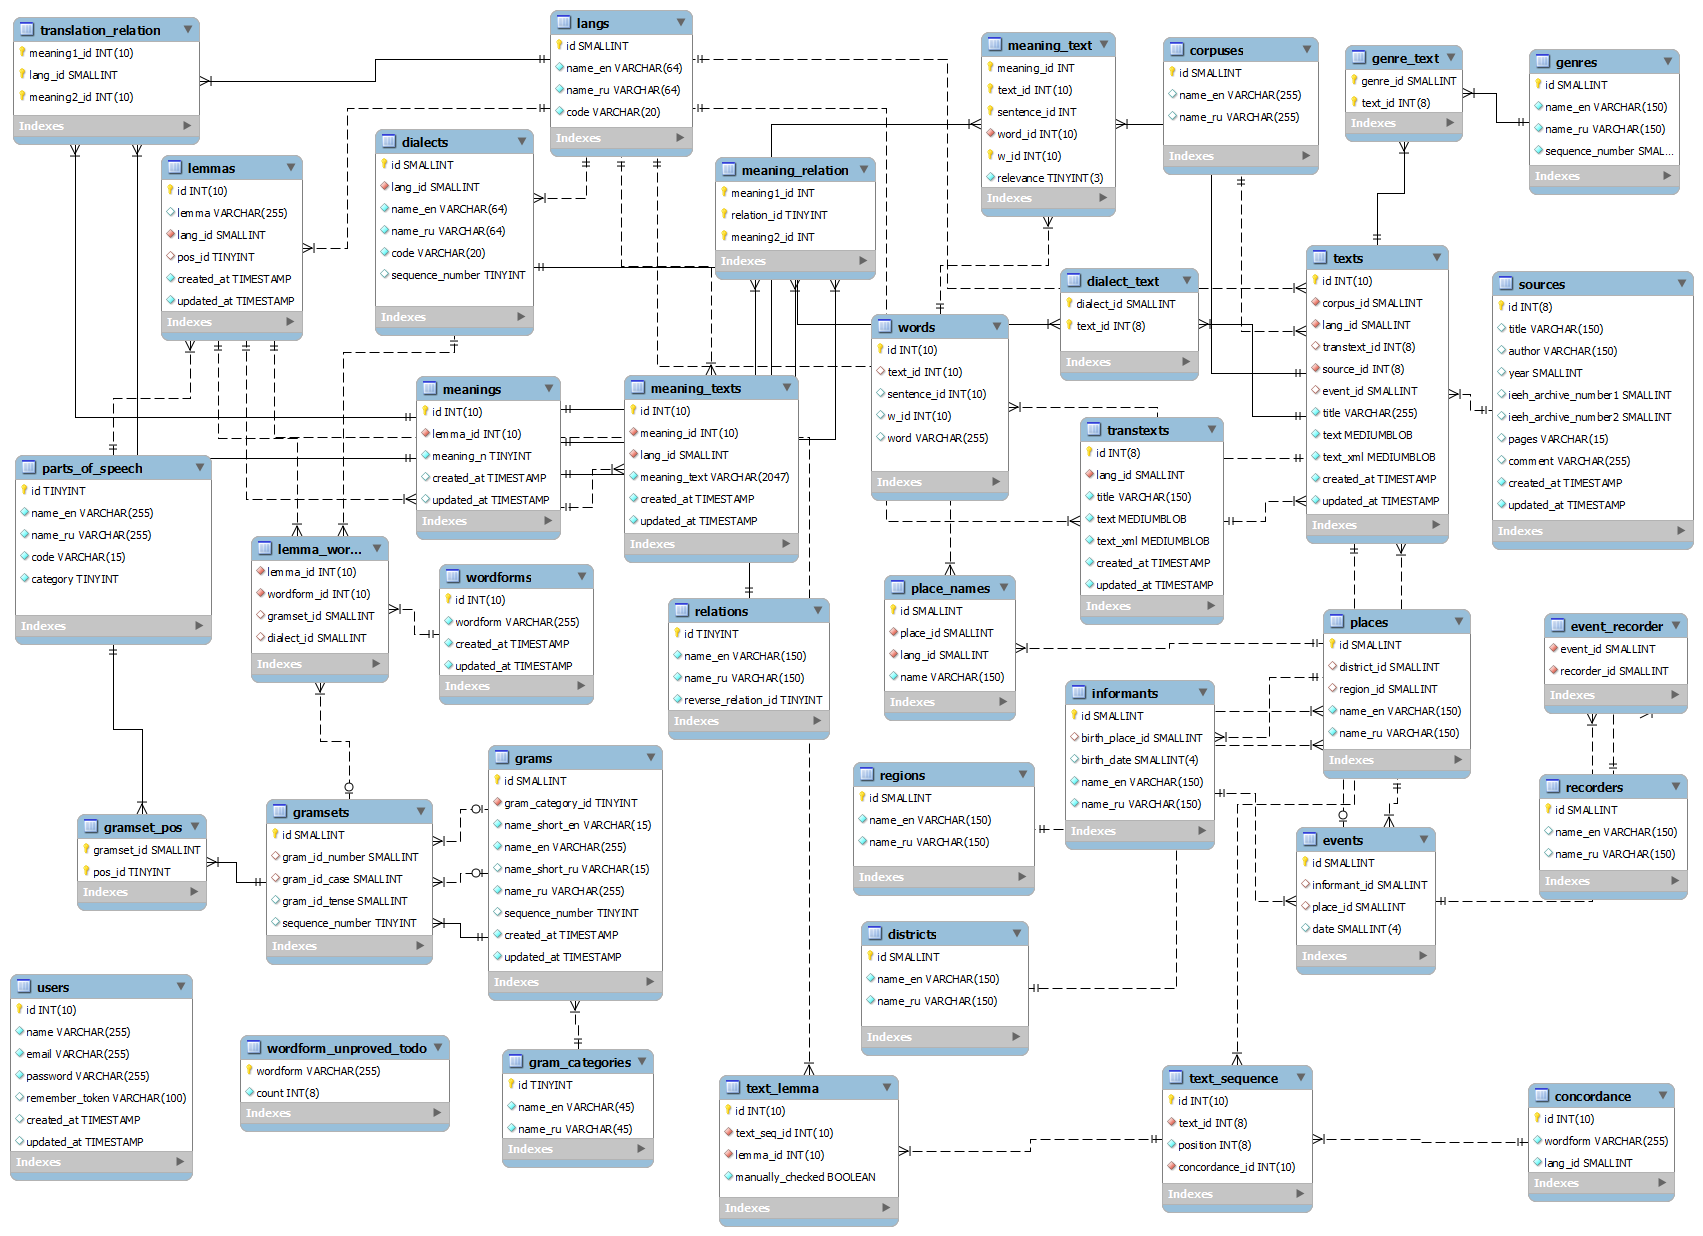 translation_relation
meaning1_id INT(10)
lang_id SMALLINT
meaning2_id INT(10)
Indexes
langs
id SMALLINT
name_en VARCHAR(64)
name_ru VARCHAR(64)
code VARCHAR(20)
Indexes
meaning_text
meaning_id INT
text_id INT(10)
sentence_id INT
word_id INT(10)
w_id INT(10)
relevance TINYINT(3)
Indexes
corpuses
id SMALLINT
name_en VARCHAR(255)
name_ru VARCHAR(255)
Indexes
genre_text
genre_id SMALLINT
text_id INT(8)
Indexes
genres
id SMALLINT
name_en VARCHAR(150)
name_ru VARCHAR(150)
sequence_number SMAL...
Indexes
lemmas
id INT(10)
lemma VARCHAR(255)
lang_id SMALLINT
pos_id TINYINT
created_at TIMESTAMP
updated_at TIMESTAMP
Indexes
dialects
id SMALLINT
lang_id SMALLINT
name_en VARCHAR(64)
name_ru VARCHAR(64)
code VARCHAR(20)
sequence_number TINYINT
Indexes
meaning_relation
meaning1_id INT
relation_id TINYINT
meaning2_id INT
Indexes
dialect_text
dialect_id SMALLINT
text_id INT(8)
Indexes
texts
id INT(10)
corpus_id SMALLINT
lang_id SMALLINT
transtext_id INT(8)
source_id INT(8)
event_id SMALLINT
title VARCHAR(255)
text MEDIUMBLOB
text_xml MEDIUMBLOB
created_at TIMESTAMP
updated_at TIMESTAMP
Indexes
sources
id INT(8)
title VARCHAR(150)
author VARCHAR(150)
year SMALLINT
ieeh_archive_number1 SMALLINT
ieeh_archive_number2 SMALLINT
pages VARCHAR(15)
comment VARCHAR(255)
created_at TIMESTAMP
updated_at TIMESTAMP
Indexes
words
id INT(10)
text_id INT(10)
sentence_id INT(10)
w_id INT(10)
word VARCHAR(255)
Indexes
meanings
id INT(10)
lemma_id INT(10)
meaning_n TINYINT
created_at TIMESTAMP
updated_at TIMESTAMP
Indexes
meaning_texts
id INT(10)
meaning_id INT(10)
lang_id SMALLINT
meaning_text VARCHAR(2047)
created_at TIMESTAMP
updated_at TIMESTAMP
Indexes
transtexts
id INT(8)
lang_id SMALLINT
title VARCHAR(150)
text MEDIUMBLOB
text_xml MEDIUMBLOB
created_at TIMESTAMP
updated_at TIMESTAMP
Indexes
parts_of_speech
id TINYINT
name_en VARCHAR(255)
name_ru VARCHAR(255)
code VARCHAR(15)
category TINYINT
Indexes
lemma_wor...
lemma_id INT(10)
wordform_id INT(10)
gramset_id SMALLINT
dialect_id SMALLINT
Indexes
wordforms
id INT(10)
wordform VARCHAR(255)
created_at TIMESTAMP
updated_at TIMESTAMP
Indexes
relations
id TINYINT
name_en VARCHAR(150)
name_ru VARCHAR(150)
reverse_relation_id TINYINT
Indexes
place_names
id SMALLINT
place_id SMALLINT
lang_id SMALLINT
name VARCHAR(150)
Indexes
places
id SMALLINT
district_id SMALLINT
region_id SMALLINT
name_en VARCHAR(150)
name_ru VARCHAR(150)
Indexes
event_recorder
event_id SMALLINT
recorder_id SMALLINT
Indexes
informants
id SMALLINT
birth_place_id SMALLINT
birth_date SMALLINT(4)
name_en VARCHAR(150)
name_ru VARCHAR(150)
Indexes
grams
id SMALLINT
gram_category_id TINYINT
name_short_en VARCHAR(15)
name_en VARCHAR(255)
name_short_ru VARCHAR(15)
name_ru VARCHAR(255)
sequence_number TINYINT
created_at TIMESTAMP
updated_at TIMESTAMP
Indexes
regions
id SMALLINT
name_en VARCHAR(150)
name_ru VARCHAR(150)
Indexes
recorders
id SMALLINT
name_en VARCHAR(150)
name_ru VARCHAR(150)
Indexes
gramset_pos
gramset_id SMALLINT
pos_id TINYINT
Indexes
gramsets
id SMALLINT
gram_id_number SMALLINT
gram_id_case SMALLINT
gram_id_tense SMALLINT
sequence_number TINYINT
Indexes
events
id SMALLINT
informant_id SMALLINT
place_id SMALLINT
date SMALLINT(4)
Indexes
districts
id SMALLINT
name_en VARCHAR(150)
name_ru VARCHAR(150)
Indexes
users
id INT(10)
name VARCHAR(255)
email VARCHAR(255)
password VARCHAR(255)
remember_token VARCHAR(100)
created_at TIMESTAMP
updated_at TIMESTAMP
Indexes
wordform_unproved_todo
wordform VARCHAR(255)
count INT(8)
Indexes
gram_categories
id TINYINT
name_en VARCHAR(45)
name_ru VARCHAR(45)
Indexes
text_lemma
id INT(10)
text_seq_id INT(10)
lemma_id INT(10)
manually_checked BOOLEAN
Indexes
text_sequence
id INT(10)
text_id INT(8)
position INT(8)
concordance_id INT(10)
Indexes
concordance
id INT(10)
wordform VARCHAR(255)
lang_id SMALLINT
Indexes